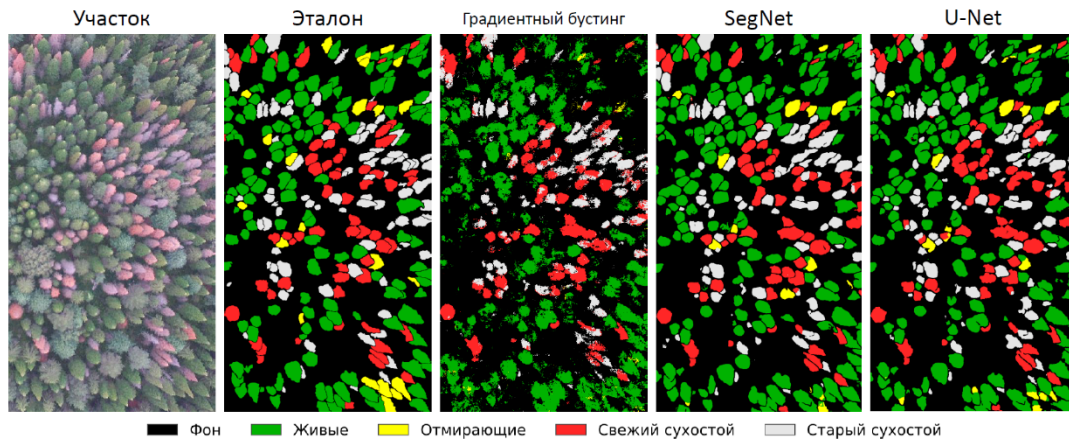 Участок
Эталон
Градиентный бустинг
SegNet
U-Net
Фон
Живые
Отмирающие
Свежий сухостой
Старый сухостой